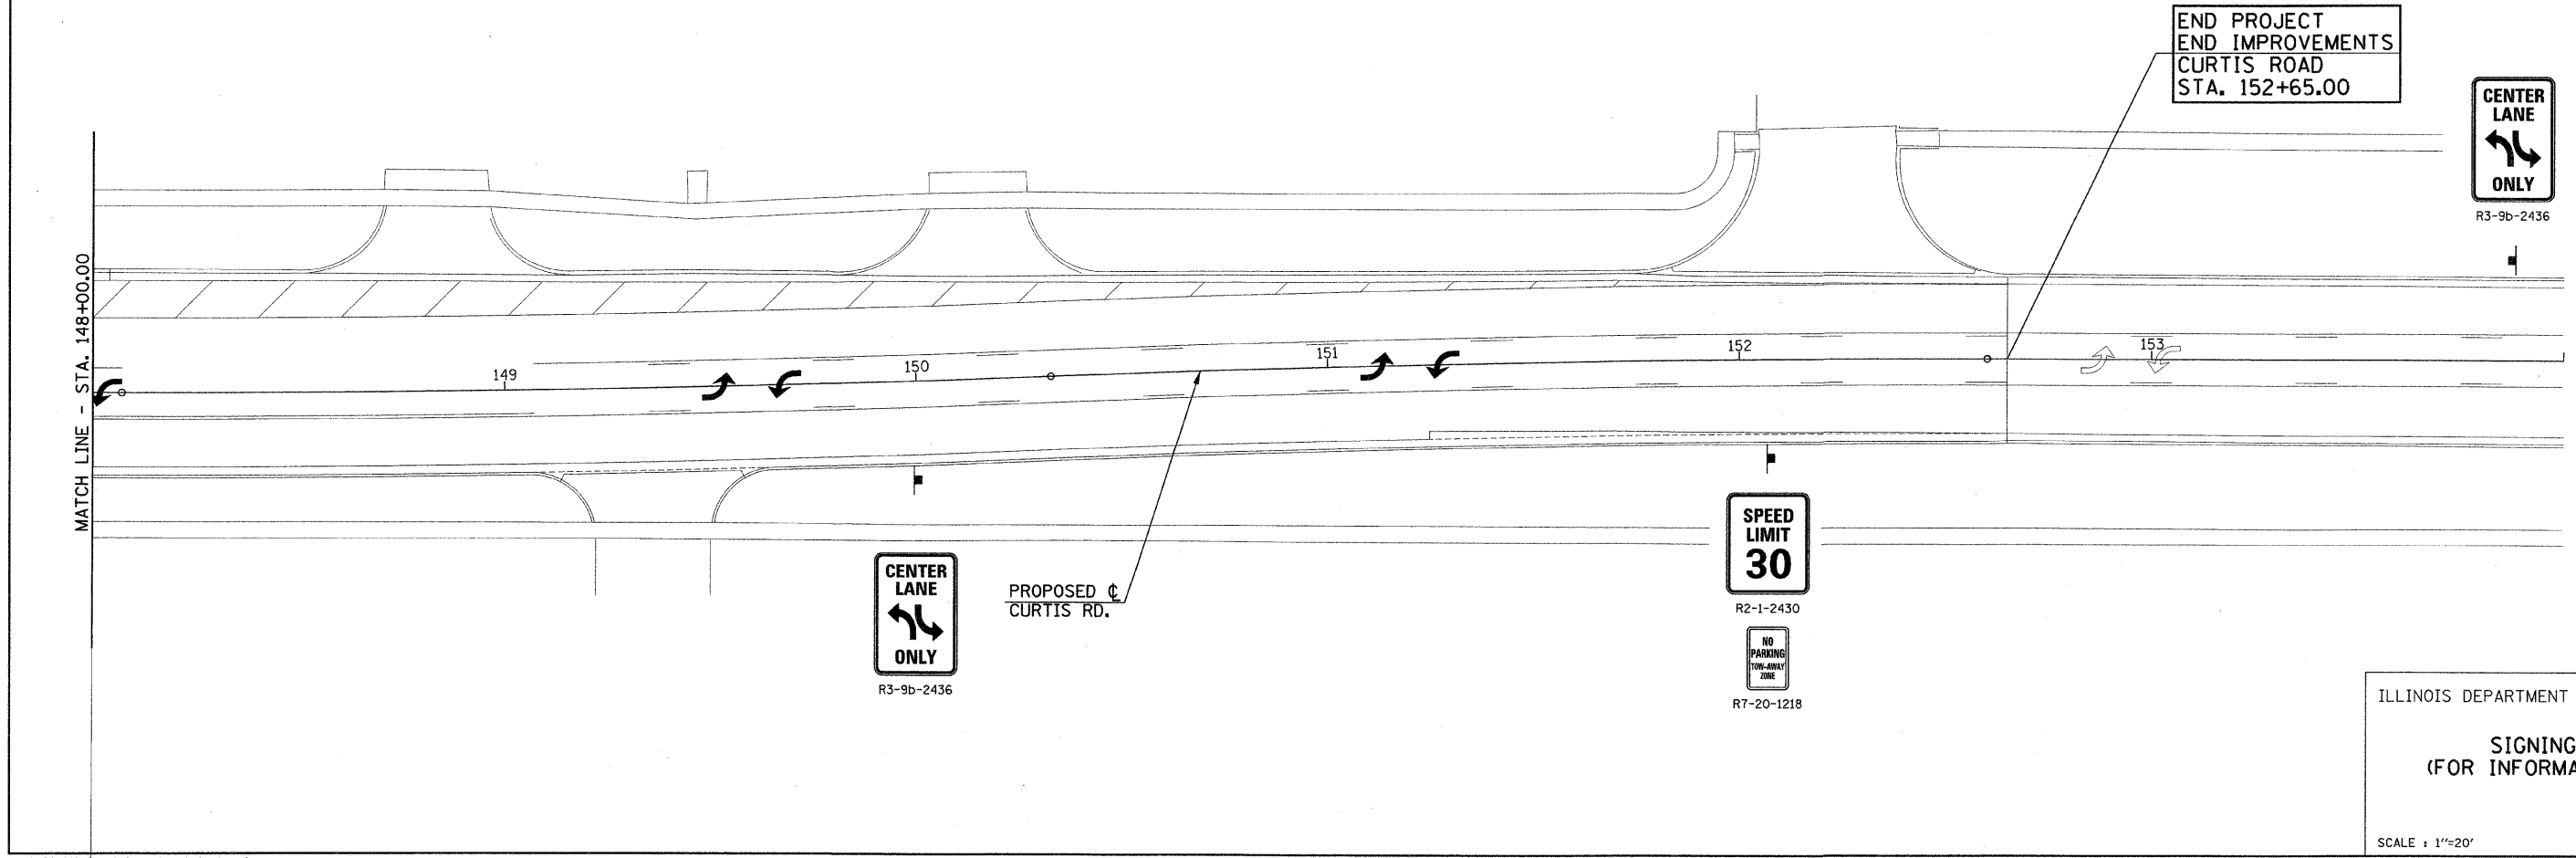 END PROJECT
END IMPROVEMENTS
CURTIS ROAD
STA. 152+65.00
CENTER
LANE
ONLY
R3-9b-2436
MATCH LINE - STA. 148+00.00
149
150
151
152
153
CENTER
LANE
ONLY
R3-9b-2436
PROPOSED ℄
CURTIS RD.
SPEED
LIMIT
30
R2-1-2430
NO
PARKING
TOW-AWAY
ZONE
R7-20-1218
ILLINOIS DEPARTMENT
SIGNING
(FOR INFORMA
SCALE : 1"=20'